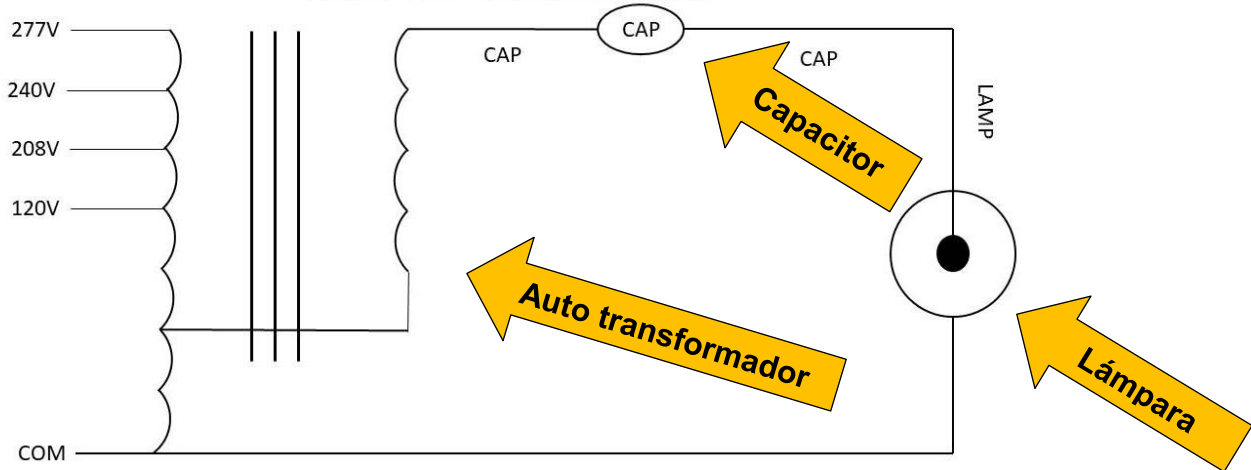 277V
CAP
CAP
CAP
240V
LAMP
Capacitor
208V
120V
Auto transformador
Lámpara
COM